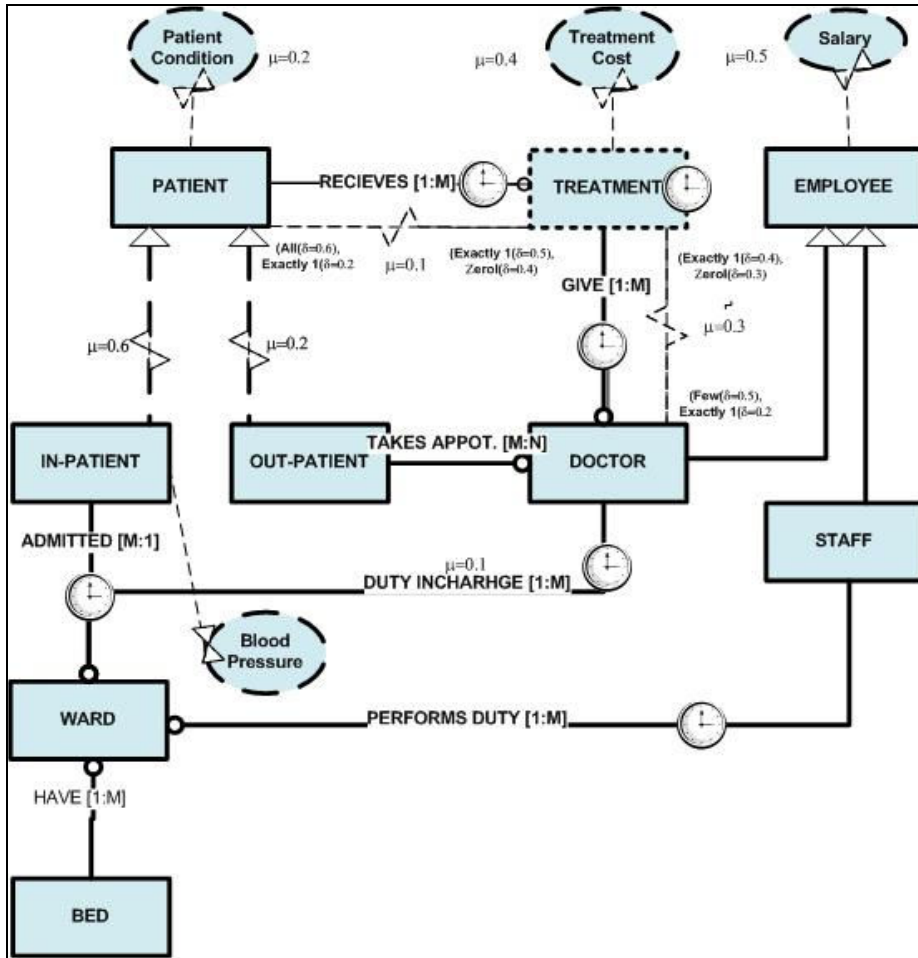 Patient
Condition
μ=0.2
Treatment
Cost
μ=0.4
Salary
μ=0.5
PATIENT
RECIEVES [1:M]
TREATMENT
EMPLOYEE
(All(δ=0.6),
Exactly 1(δ=0.2
μ=0.1
(Exactly 1(δ=0.5),
Zerol(δ=0.4)
(Exactly 1(δ=0.4),
Zerol(δ=0.3)
GIVE [1:M]
μ=0.3
μ=0.6
μ=0.2
(Few(δ=0.5),
Exactly 1(δ=0.2
IN-PATIENT
OUT-PATIENT
TAKES APPOT. [M:N]
DOCTOR
STAFF
ADMITTED [M:1]
μ=0.1
DUTY INCHARHGE [1:M]
Blood
Pressure
WARD
PERFORMS DUTY [1:M]
HAVE [1:M]
BED